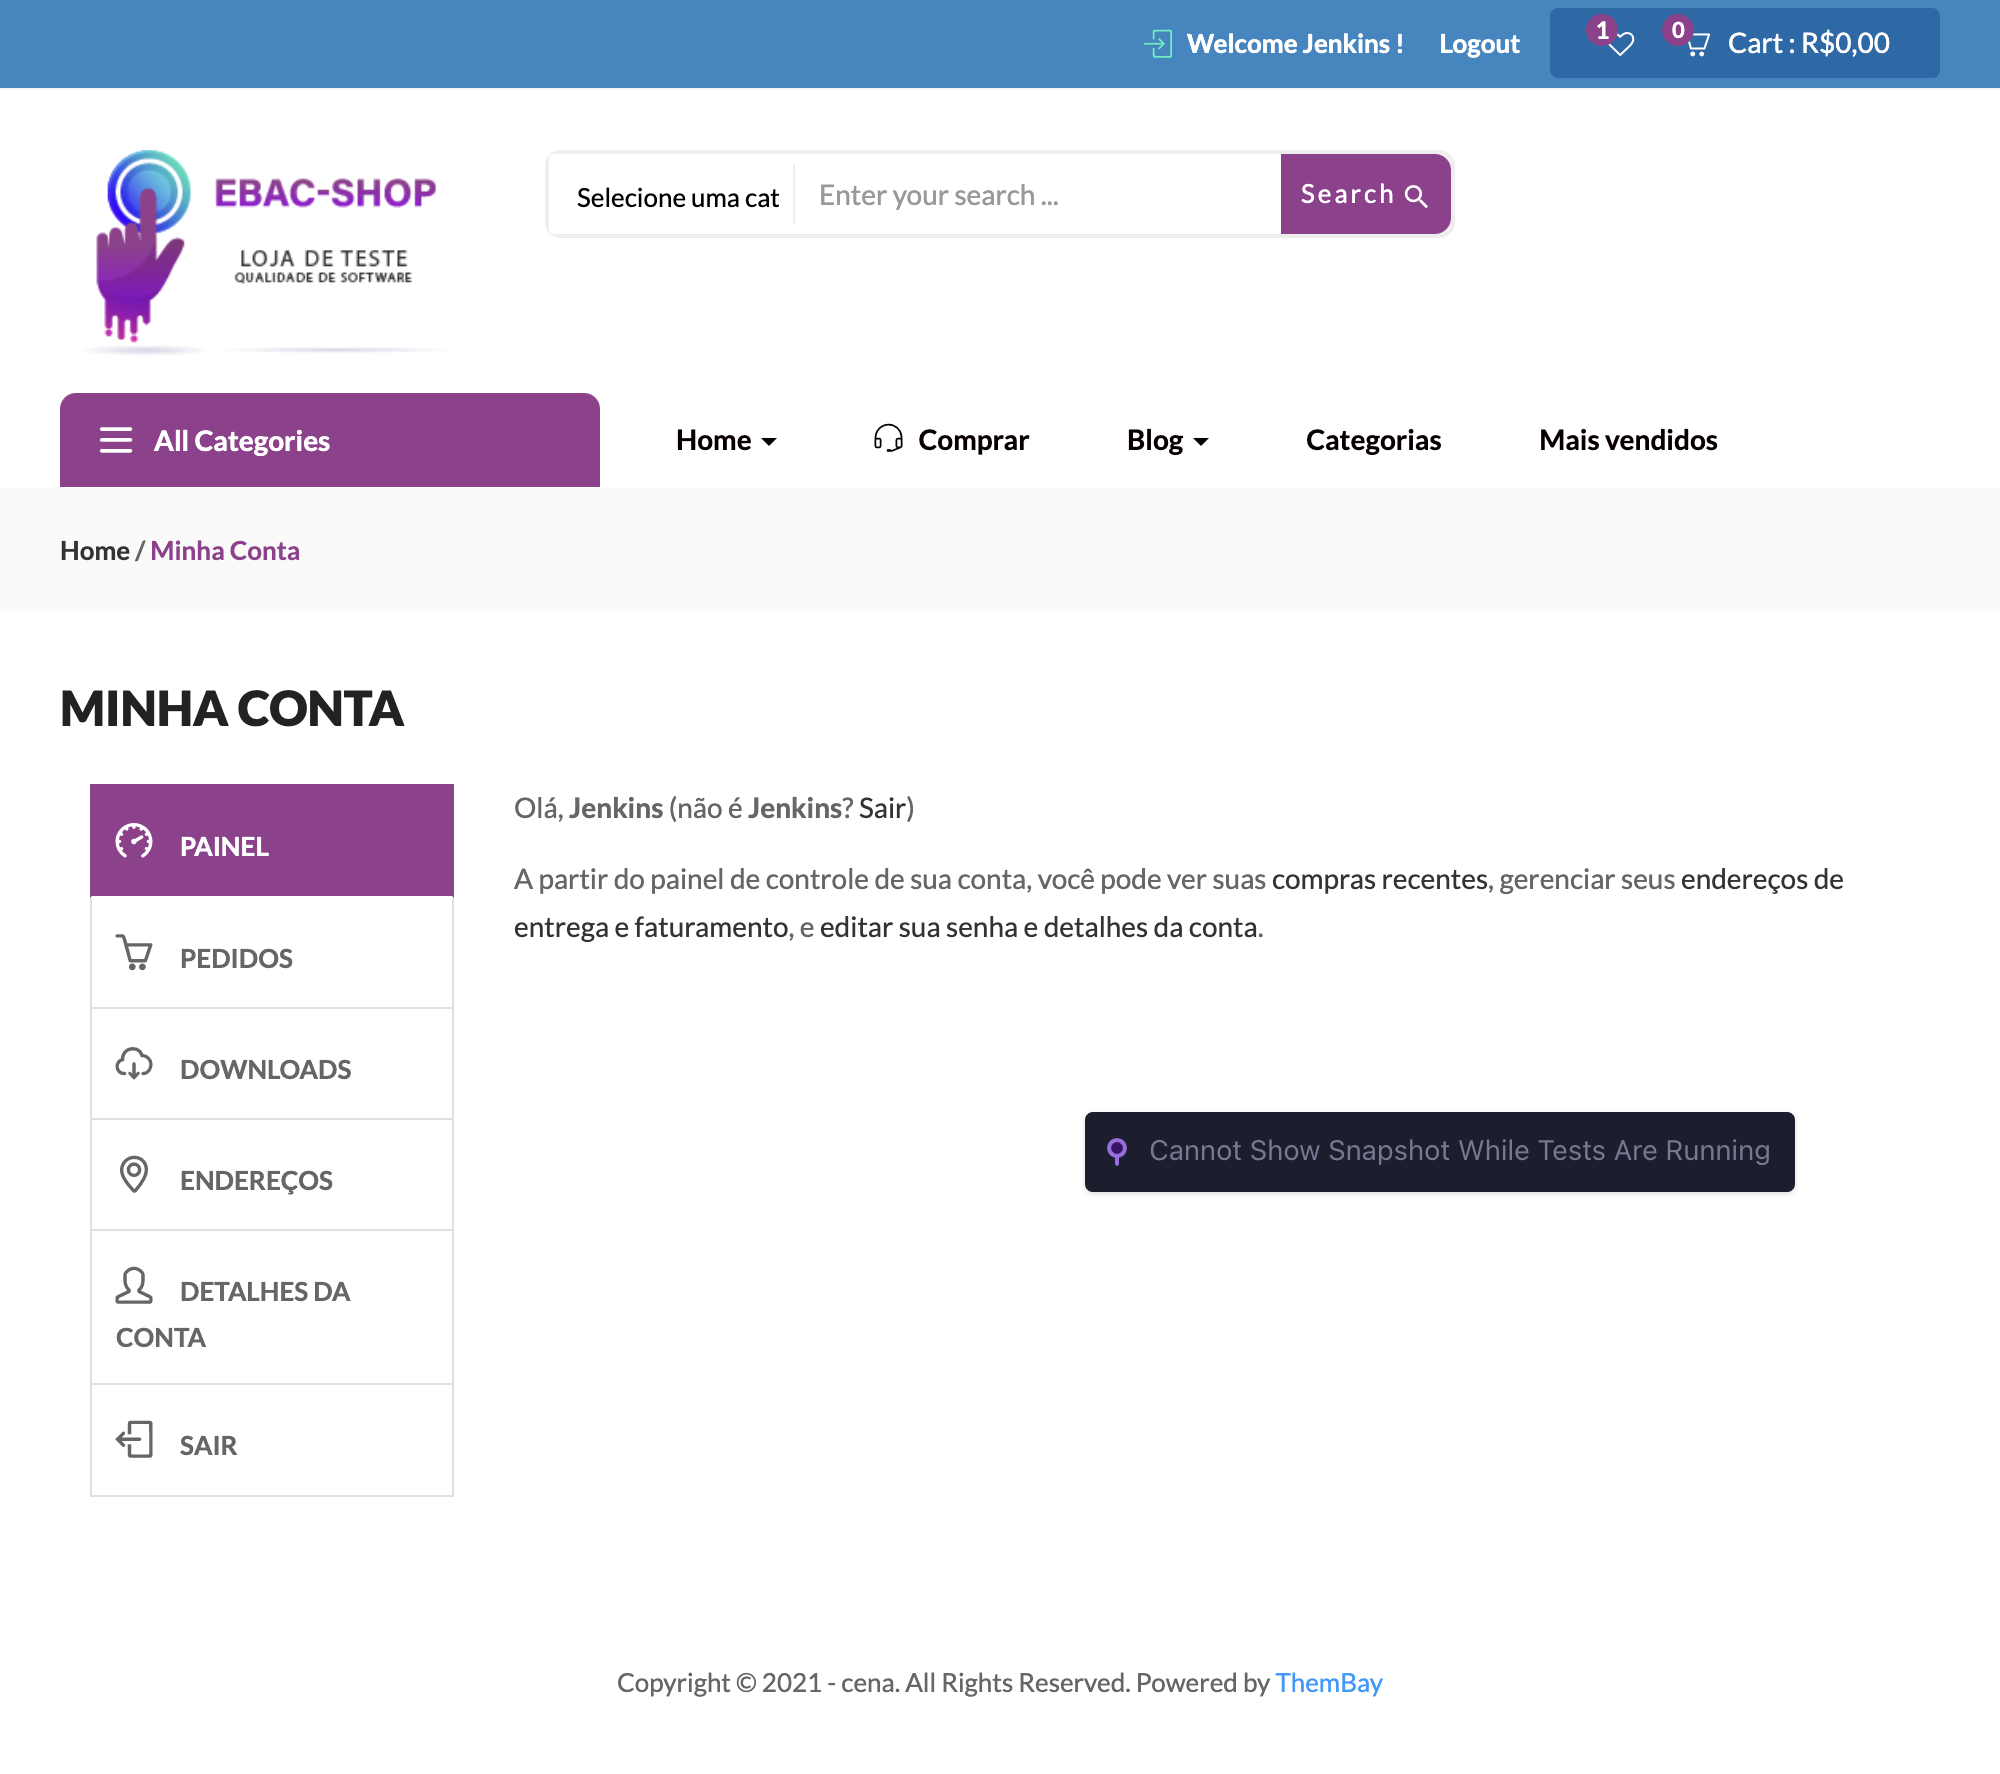 Welcome Jenkins ! Logout 1 0 Cart : R$0,00
EBAC-SHOP
LOJA DE TESTE
QUALIDADE DE SOFTWARE
Selecione uma cat Enter your search ... Search
All Categories Home Comprar Blog Categorias Mais vendidos
Home / Minha Conta
MINHA CONTA
PAINEL
PEDIDOS
DOWNLOADS
ENDEREÇOS
DETALHES DA
CONTA
SAIR
Olá, Jenkins (não é Jenkins? Sair)
A partir do painel de controle de sua conta, você pode ver suas compras recentes, gerenciar seus endereços de
entrega e faturamento, e editar sua senha e detalhes da conta.
Cannot Show Snapshot While Tests Are Running
Copyright © 2021 - cena. All Rights Reserved. Powered by ThemBay